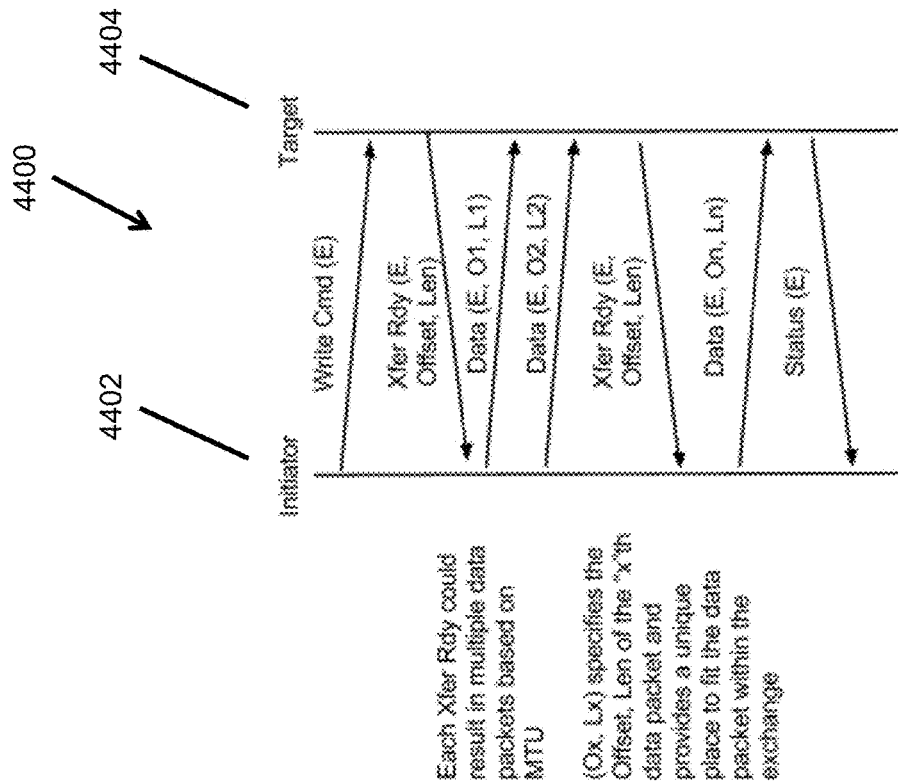 4400
4402
4404
Initiator
Target
Write Cmd (E)
Xfer Rdy (E,
Offset, Len)
Data (E, O1, L1)
Data (E, O2, L2)
Xfer Rdy (E,
Offset, Len)
Data (E, On, Ln)
Status (E)
Each Xfer Rdy could
result in multiple data
packets based on
MTU
(Ox, Lx) specifies the
Offset, Len of the "x"th
data packet and
provides a unique
place to fit the data
packet within the
exchange